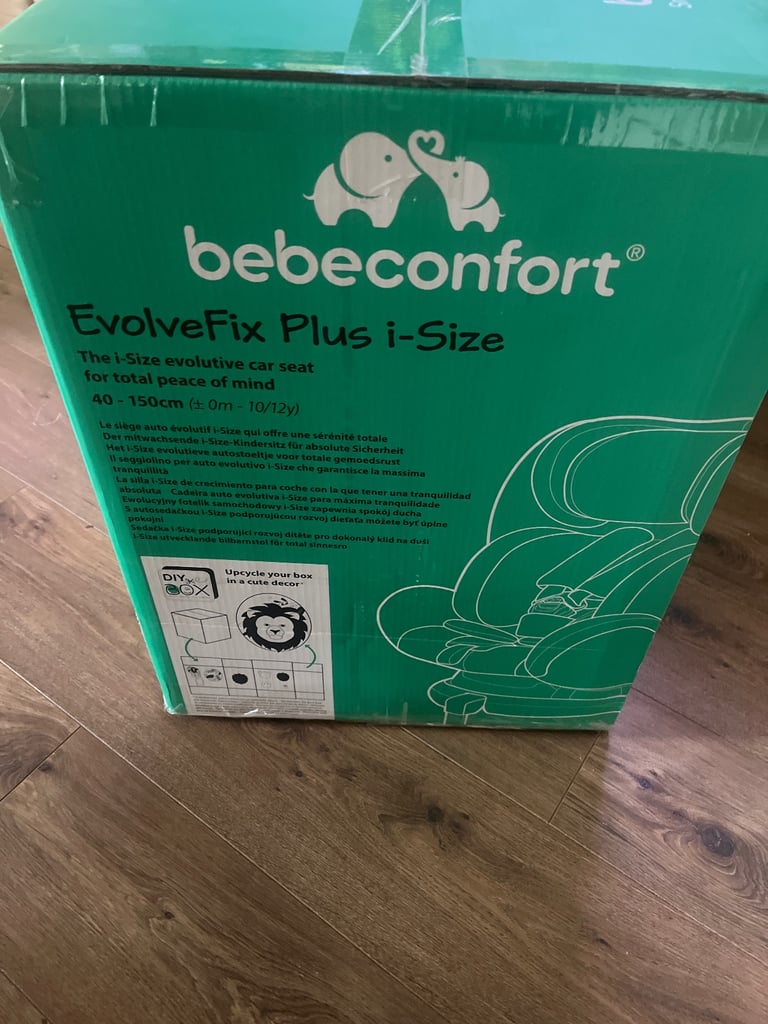 bebeconfort®
EvolveFix Plus i-Size
The i-Size evolutive car seat
for total peace of mind
40 - 150cm (± 0m - 10/12y)
Le siège auto évolutif i-Size qui offre une sérénité totale
Der mitwachsende i-Size-Kindersitz für absolute Sicherheit
Het i-Size evolutieve autostoeltje voor totale gemoedsrust
Il seggiolino per auto evolutivo i-Size che garantisce la massima
tranquillità
La silla i-Size de crecimiento para coche con la que tener una tranquilidad
absoluta Cadeira auto evolutiva i-Size para máxima tranquilidade
Ewolucyjny fotelik samochodowy i-Size zapewnia spokój ducha
S autosedačkou i-Size podporujúcou rozvoj dieťaťa môžete byť úplne
pokojní
Sedačka i-Size podporující rozvoj dítěte pro dokonalý klid na duši
i-Size utvecklande bilbarnstol för total sinnesro
DIY
BOX
Upcycle your box
in a cute decor*